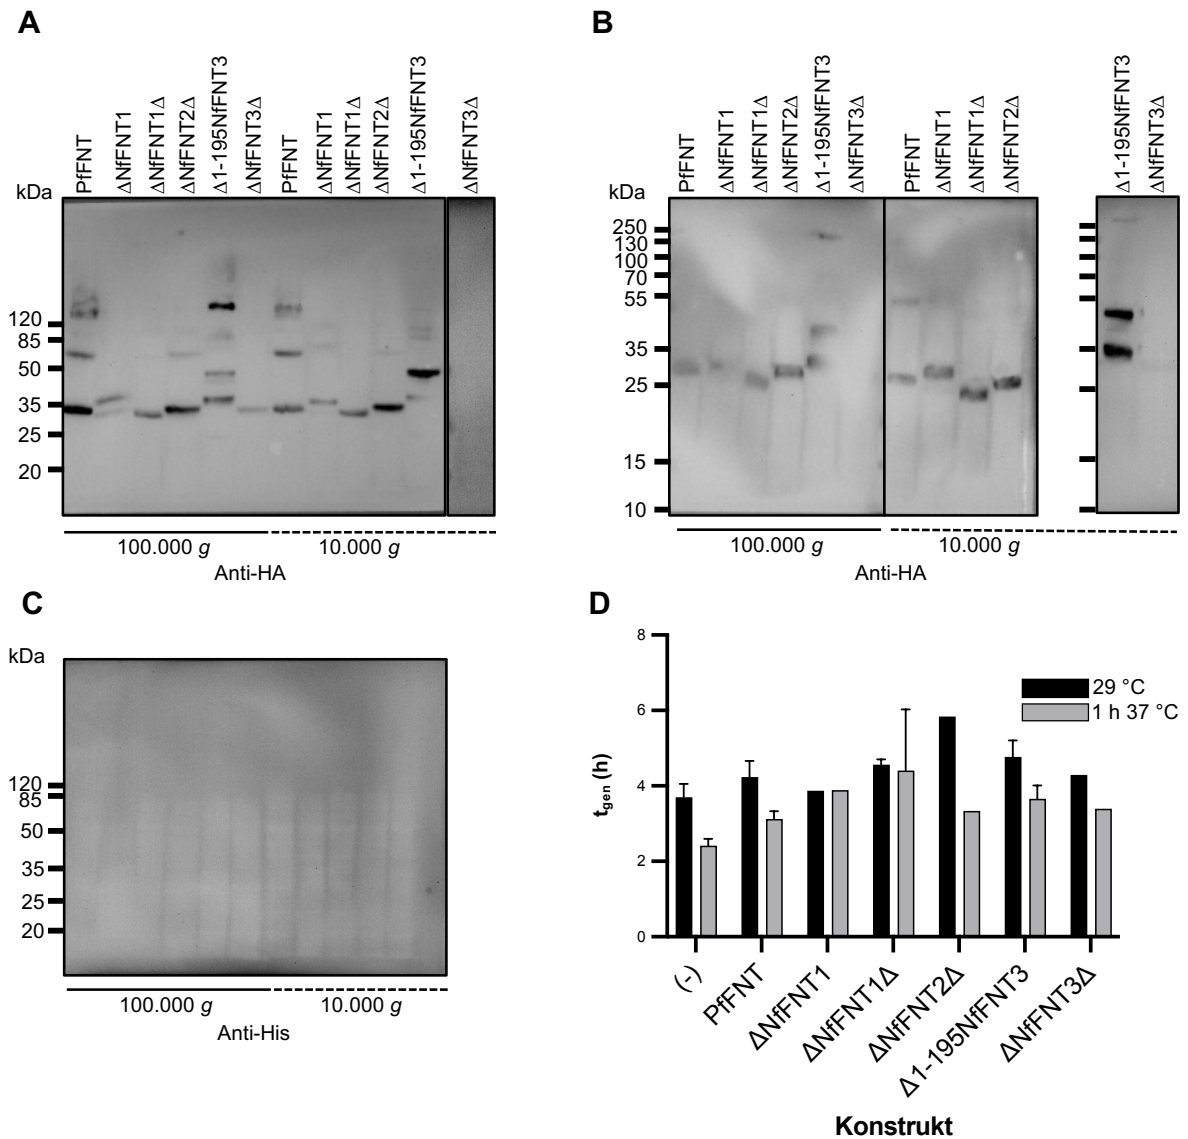 A
PfFNT
ΔNfFNT1
ΔNfFNT1Δ
ΔNfFNT2Δ
Δ1-195NfFNT3
ΔNfFNT3Δ
PfFNT
ΔNfFNT1
ΔNfFNT1Δ
ΔNfFNT2Δ
Δ1-195NfFNT3
ΔNfFNT3Δ
kDa
120
85
50
35
25
20
100.000 g
10.000 g
Anti-HA
B
PfFNT
ΔNfFNT1
ΔNfFNT1Δ
ΔNfFNT2Δ
Δ1-195NfFNT3
ΔNfFNT3Δ
PfFNT
ΔNfFNT1
ΔNfFNT1Δ
ΔNfFNT2Δ
Δ1-195NfFNT3
ΔNfFNT3Δ
kDa
250
130
100
70
55
35
25
15
10
100.000 g
10.000 g
Anti-HA
C
kDa
120
85
50
35
25
20
100.000 g
10.000 g
Anti-His
D
8
6
4
2
0
tgen (h)
29 °C
1 h 37 °C
(-)
PfFNT
ΔNfFNT1
ΔNfFNT1Δ
ΔNfFNT2Δ
Δ1-195NfFNT3
ΔNfFNT3Δ
Konstrukt